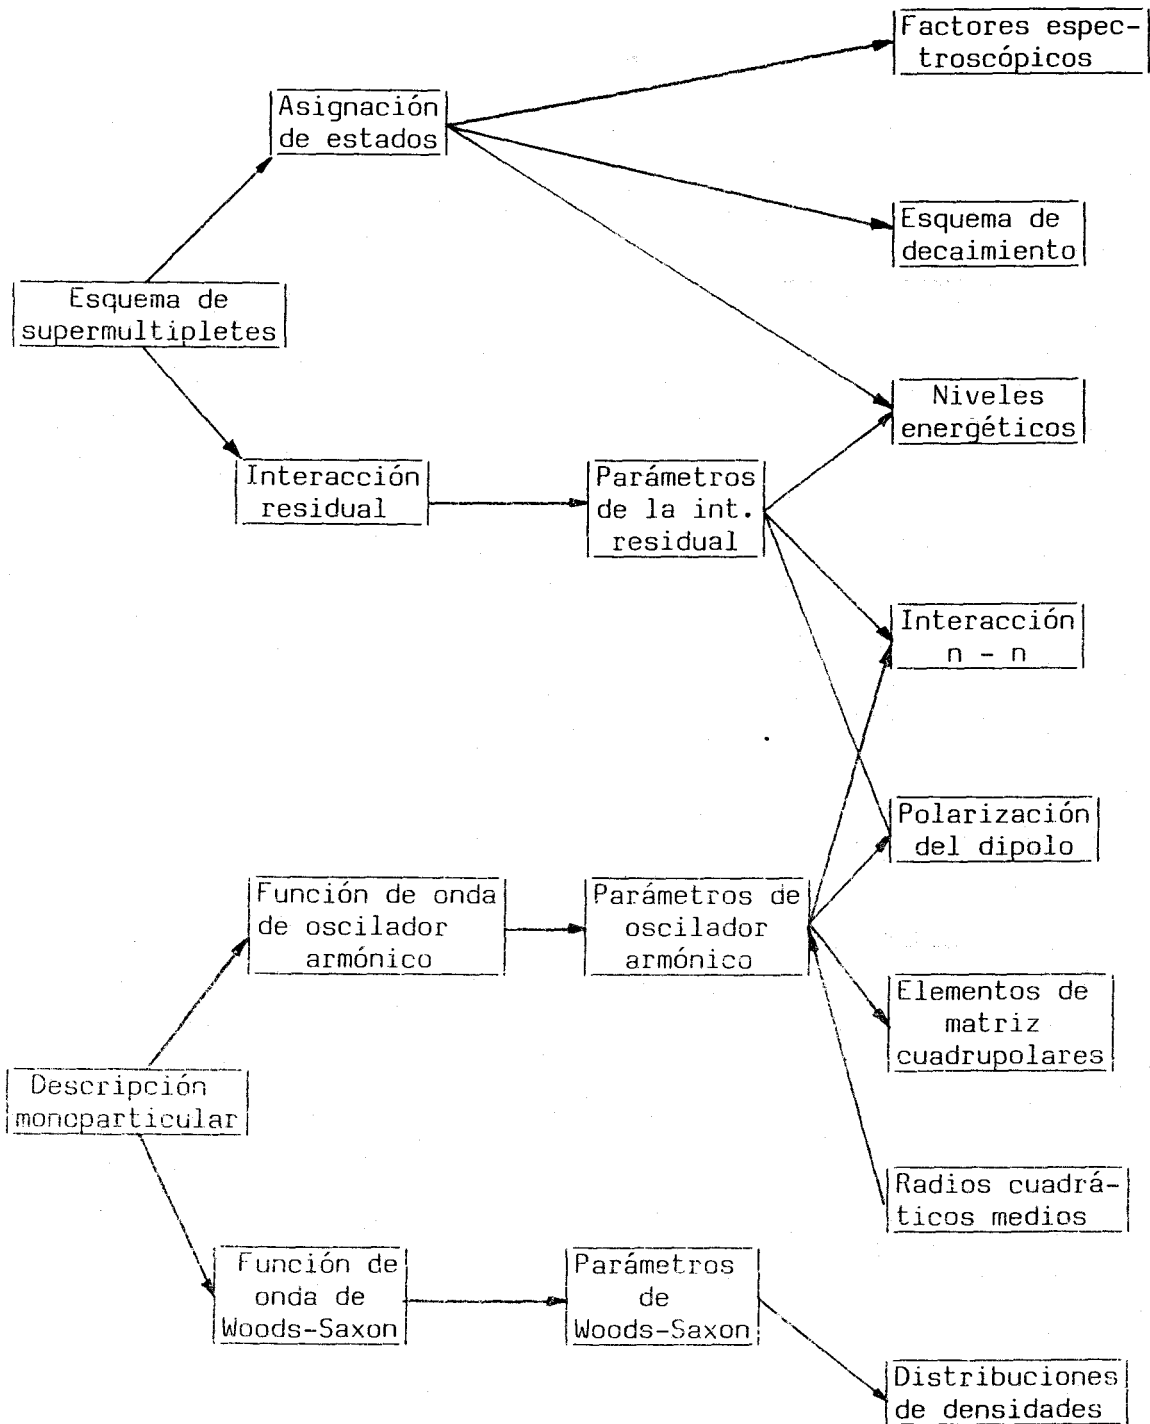 Factores espec-
troscópicos
Asignación
de estados
Esquema de
decaimiento
Esquema de
supermultipletes
Niveles
energéticos
Interacción
residual
Parámetros
de la int.
residual
Interacción
n - n
Polarización
del dipolo
Función de onda
de oscilador
armónico
Parámetros de
oscilador
armónico
Elementos de
matriz
cuadrupolares
Descripción
monoparticular
Radios cuadrá-
ticos medios
Función de
onda de
Woods-Saxon
Parámetros
de
Woods-Saxon
Distribuciones
de densidades